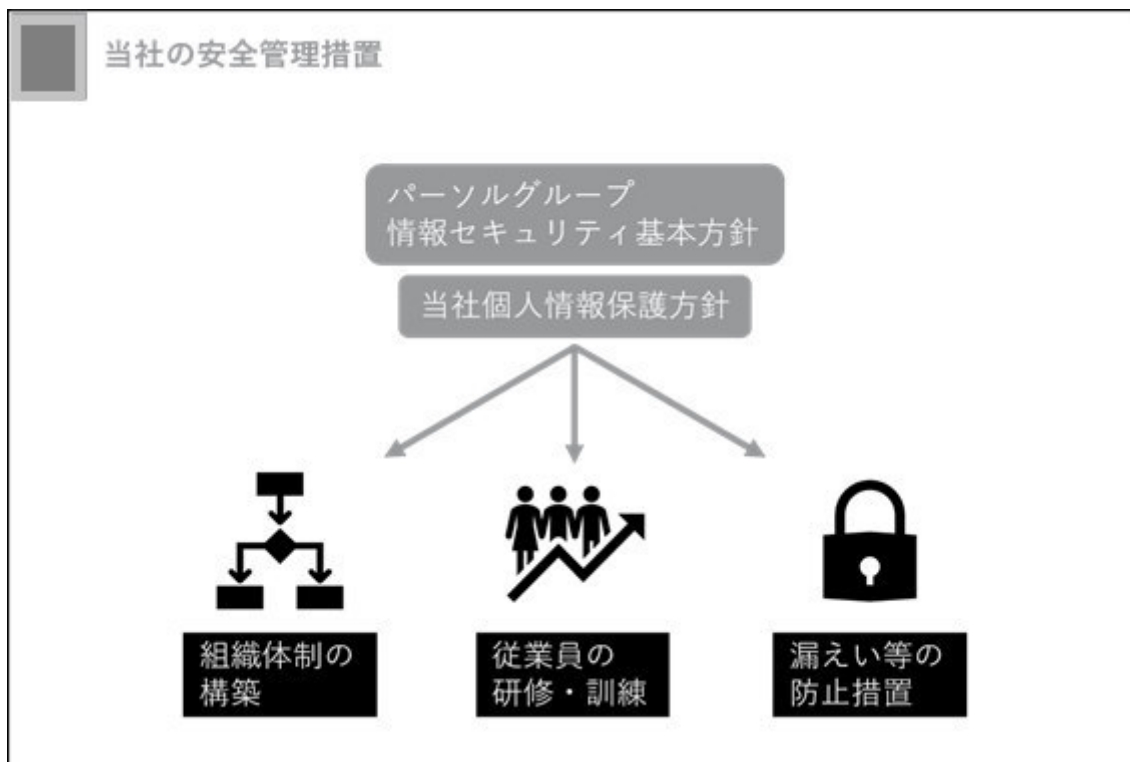 当社の安全管理措置
パーソルグループ
情報セキュリティ基本方針
当社個人情報保護方針
組織体制の
構築
従業員の
研修・訓練
漏えい等の
防止措置